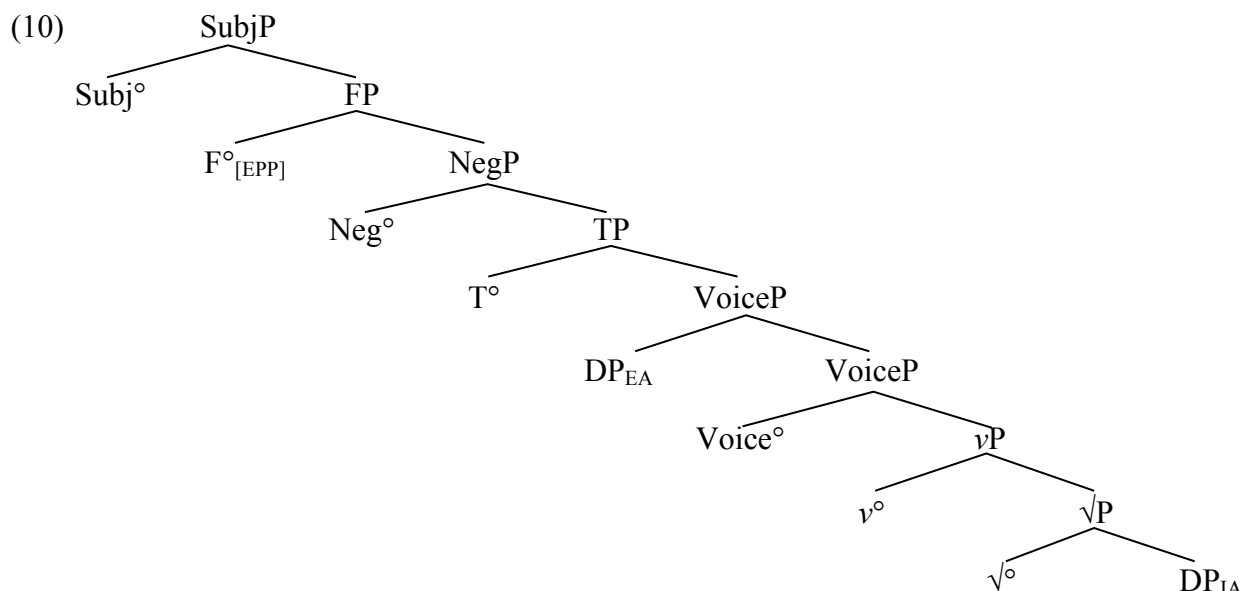 (10) SubjP
Subj° FP
F°[EPP] NegP
Neg° TP
T° VoiceP
DPEA VoiceP
Voice° vP
v° √P
√° DPIA